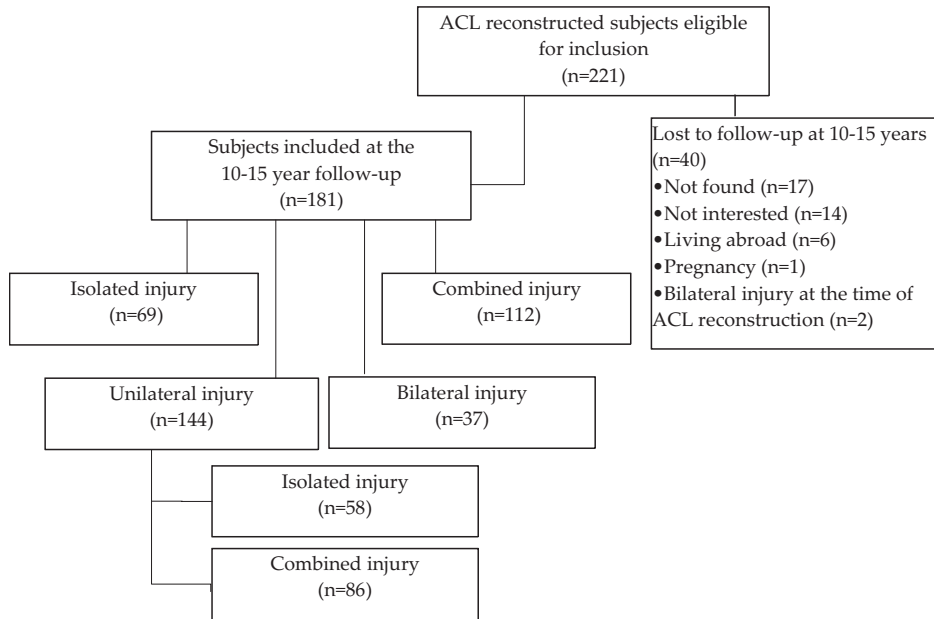 ACL reconstructed subjects eligible
for inclusion
(n=221)
Lost to follow-up at 10-15 years
(n=40)
•Not found (n=17)
•Not interested (n=14)
•Living abroad (n=6)
•Pregnancy (n=1)
•Bilateral injury at the time of
ACL reconstruction (n=2)
Subjects included at the
10-15 year follow-up
(n=181)
Isolated injury
(n=69)
Combined injury
(n=112)
Unilateral injury
(n=144)
Bilateral injury
(n=37)
Isolated injury
(n=58)
Combined injury
(n=86)